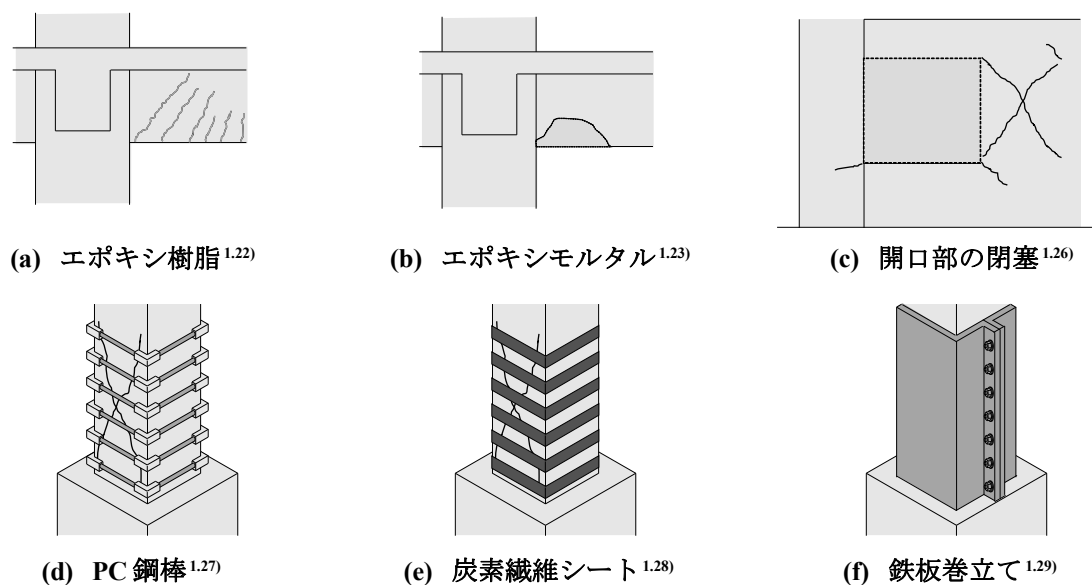 (a) エポキシ樹脂1.22)
(b) エポキシモルタル1.23)
(c) 開口部の閉塞1.26)
(d) PC 鋼棒1.27)
(e) 炭素繊維シート1.28)
(f) 鉄板巻立て1.29)